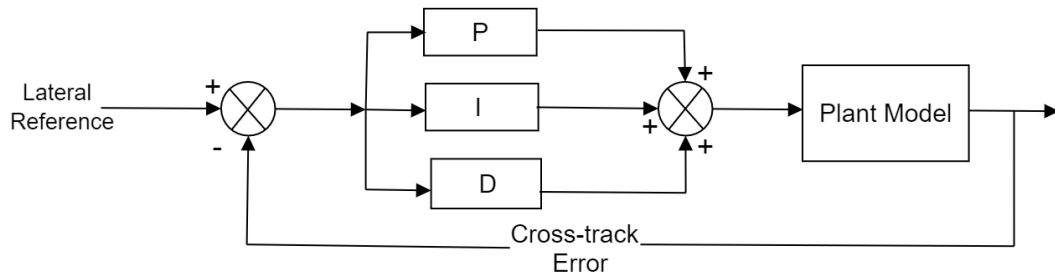 P
+
+
Lateral
Reference
I
Plant Model
+
-
+
D
Cross-track
Error